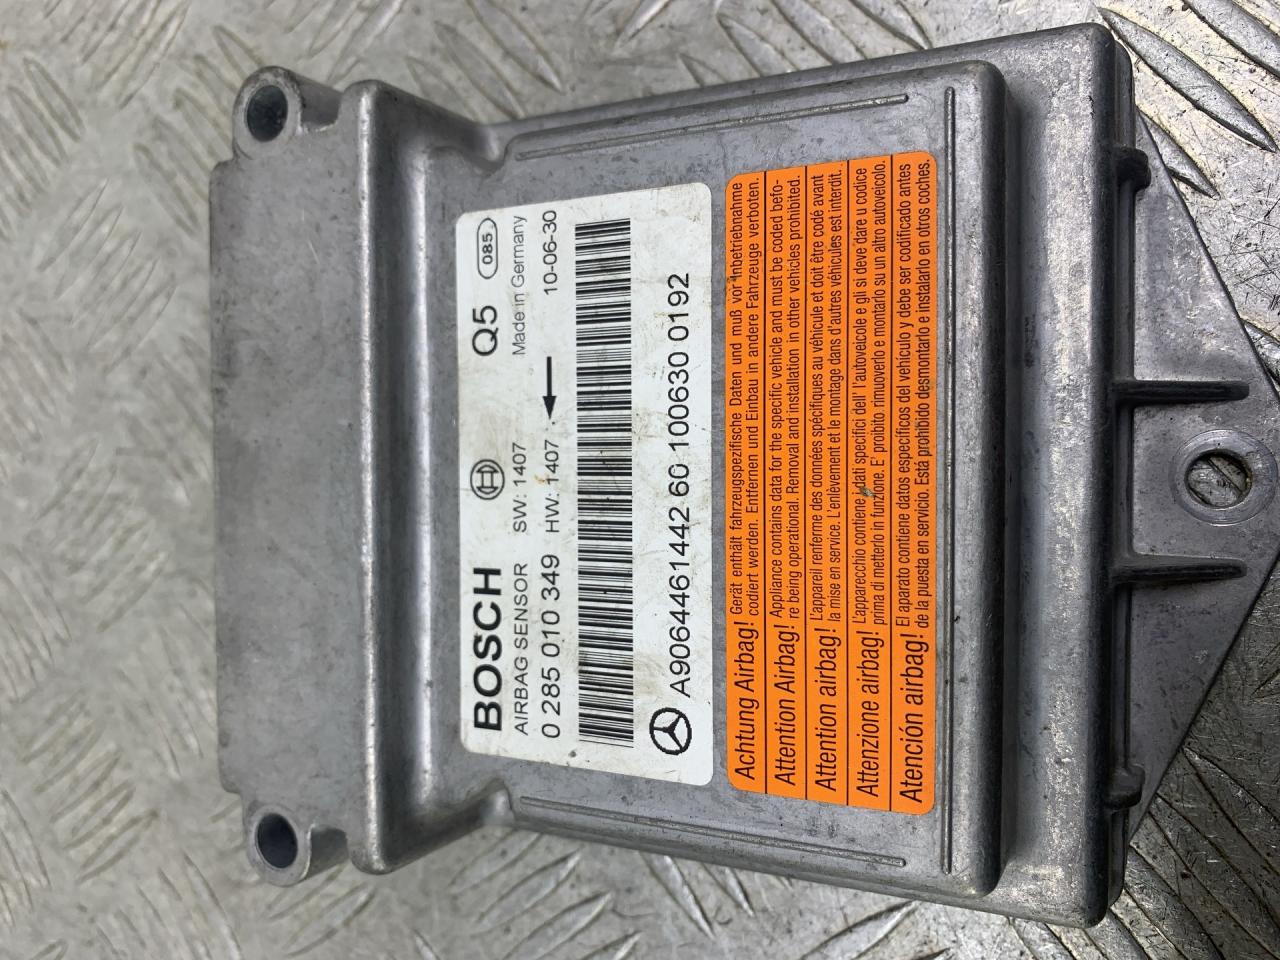 BOSCH Q5 085
AIRBAG SENSOR SW: 1407 Made in Germany
0 285 010 349 HW: 1407 10-06-30
A9064461442 60 100630 0192
Achtung Airbag! Gerät enthält fahrzeugspezifische Daten und muß vor Inbetriebnahme
codiert werden. Entfernen und Einbau in andere Fahrzeuge verboten.
Attention Airbag! Appliance contains data for the specific vehicle and must be coded befo-
re being operational. Removal and installation in other vehicles prohibited.
Attention airbag! L'appareil renferme des données spécifiques au véhicule et doit être codé avant
la mise en service. L'enlèvement et le montage dans d'autres véhicules est interdit.
Attenzione airbag! L'apparecchio contiene i dati specifici dell 'autoveicolo e gli si deve dare u codice
prima di metterlo in funzione. E' proibito rimuoverlo e montarlo su un altro autoveicolo.
Atención airbag! El aparato contiene datos específicos del vehículo y debe ser codificado antes
de la puesta en servicio. Está prohibido desmontarlo e instalarlo en otros coches.